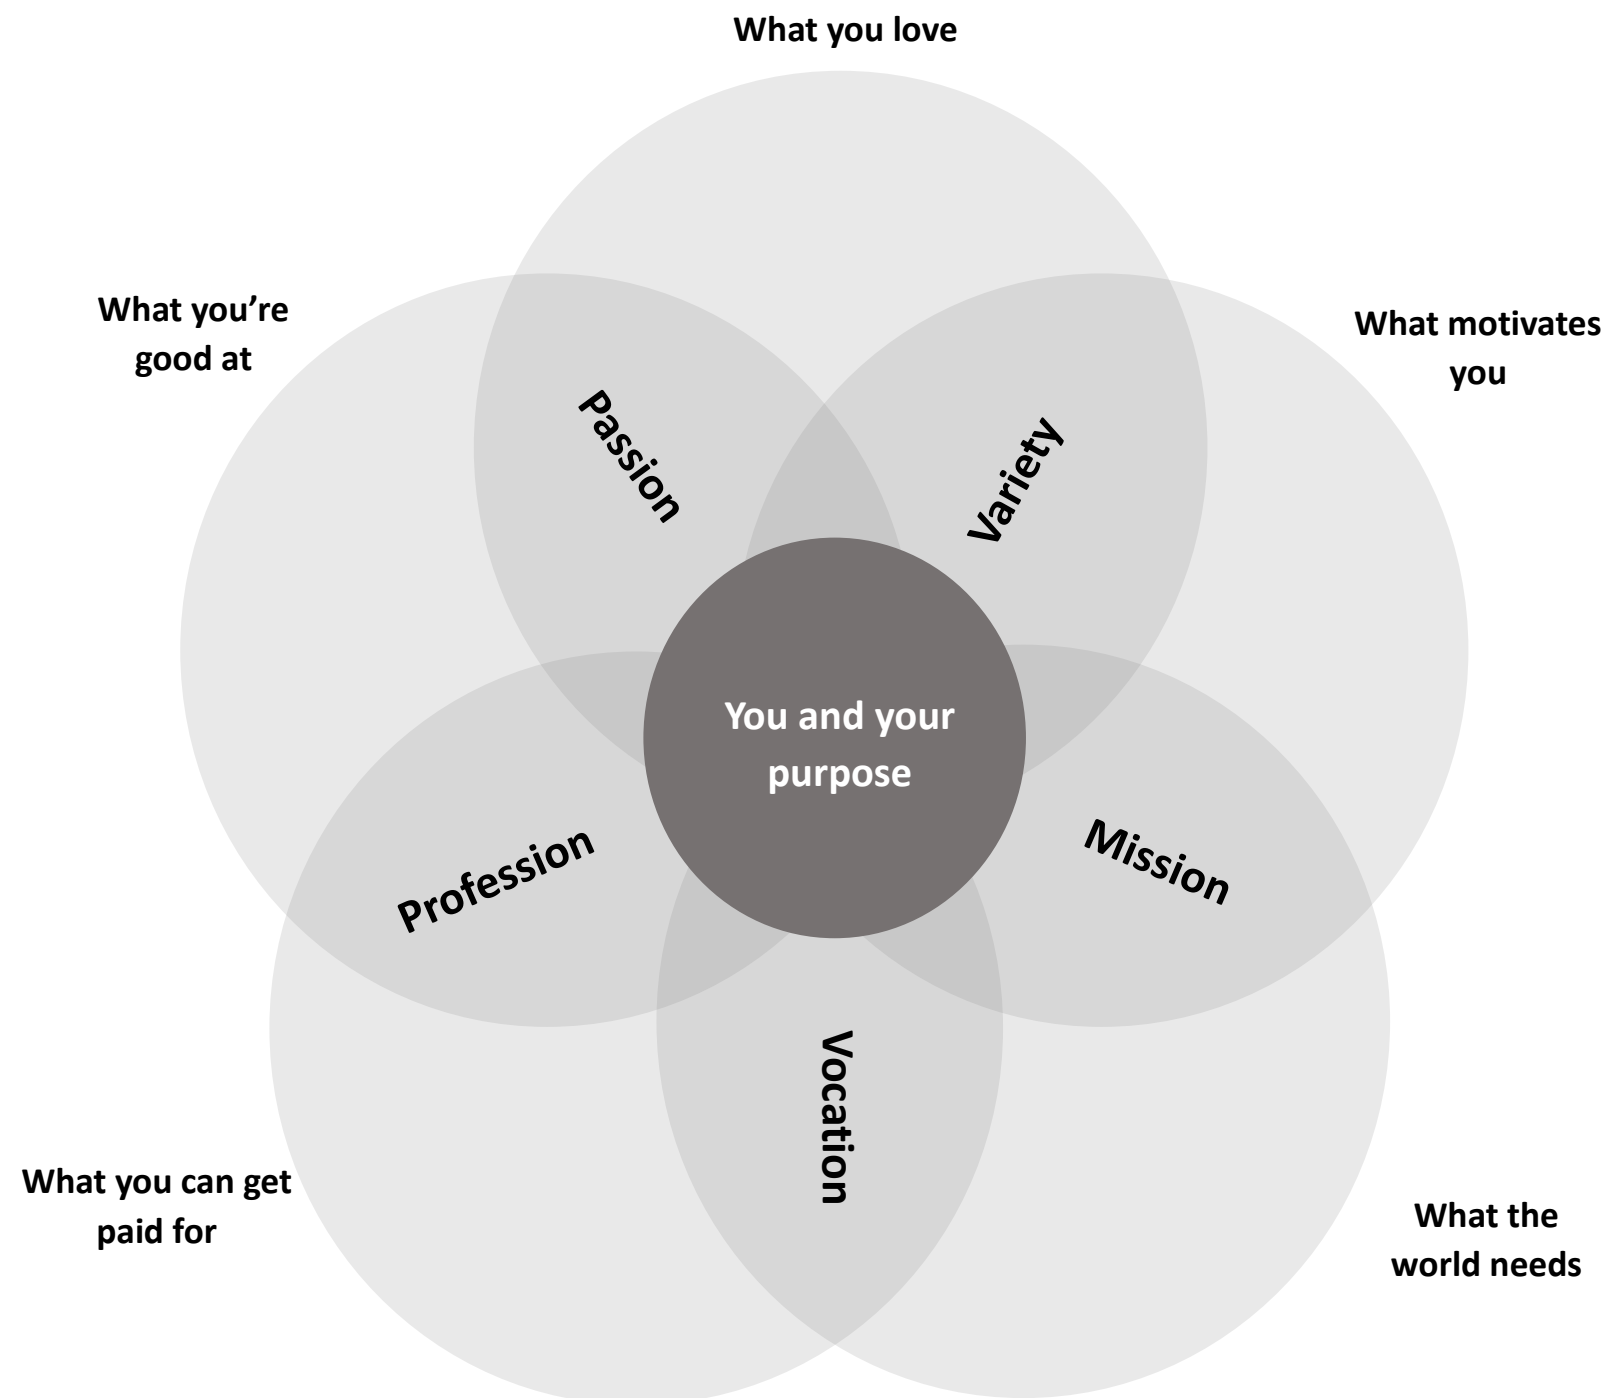 What you love
What you’re
good at
What motivates
you
Passion
Variety
You and your
purpose
Profession
Mission
Vocation
What you can get
paid for
What the
world needs